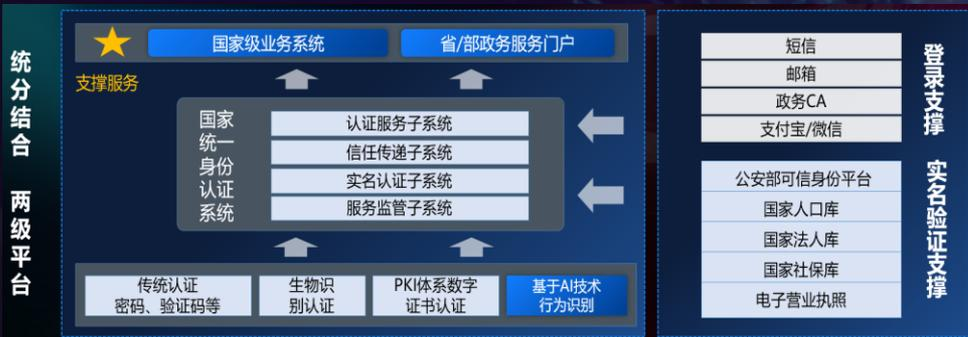 统分结合 两级平台
国家级业务系统
省/部政务服务门户
支撑服务
国家
统一
身份
认证
系统
认证服务子系统
信任传递子系统
实名认证子系统
服务监管子系统
传统认证
密码、验证码等
生物识
别认证
PKI体系数字
证书认证
基于AI技术
行为识别
短信
邮箱
政务CA
支付宝/微信
登录支撑
公安部可信身份平台
国家人口库
国家法人库
国家社保库
电子营业执照
实名验证支撑